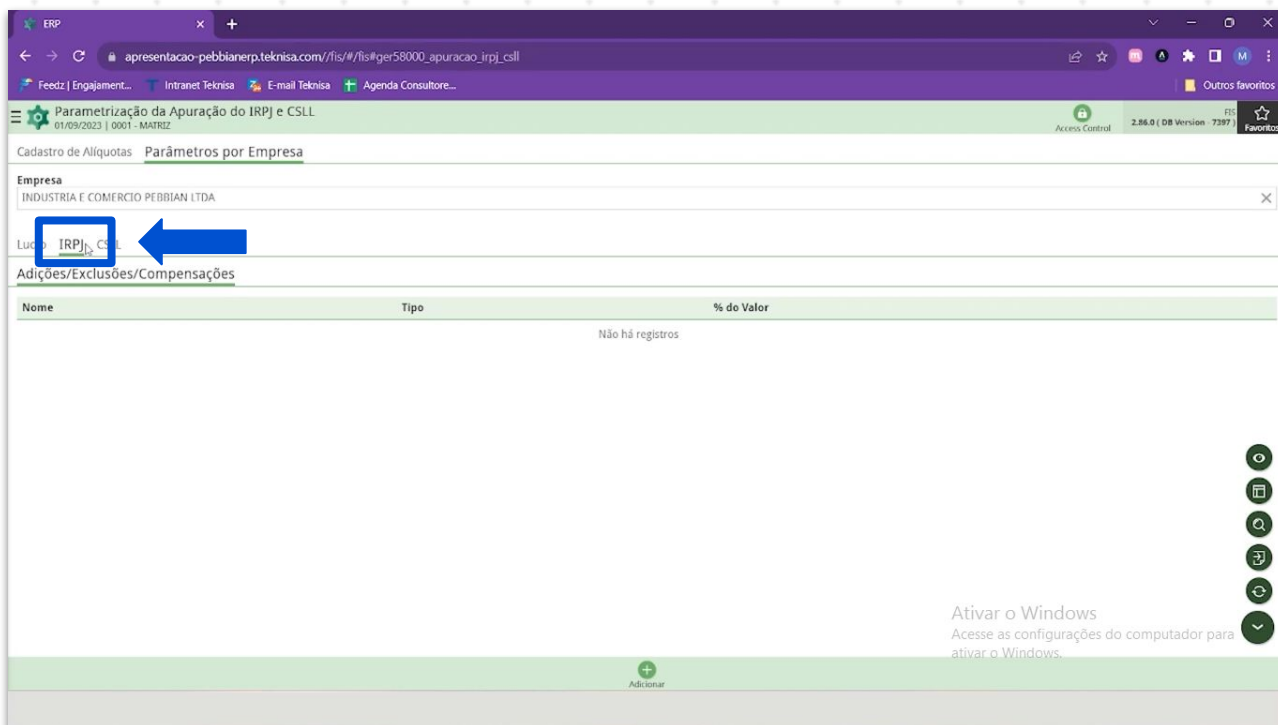 ERP
apresentacao-pebbianerp.teknisa.com//fis/#/fis#ger58000_apuracao_irpj_csll
M
Feedz | Engajament... Intranet Teknisa E-mail Teknisa Agenda Consultore... Outros favoritos
Parametrização da Apuração do IRPJ e CSLL
01/09/2023 | 0001 - MATRIZ
Access Control
FIS
2.86.0 ( DB Version - 7397 )
Favoritos
Cadastro de Alíquotas Parâmetros por Empresa
Empresa
INDUSTRIA E COMERCIO PEBBIAN LTDA
IRPJ
Adições/Exclusões/Compensações
Nome Tipo % do Valor
Não há registros
Ativar o Windows
Acesse as configurações do computador para
ativar o Windows.
Adicionar